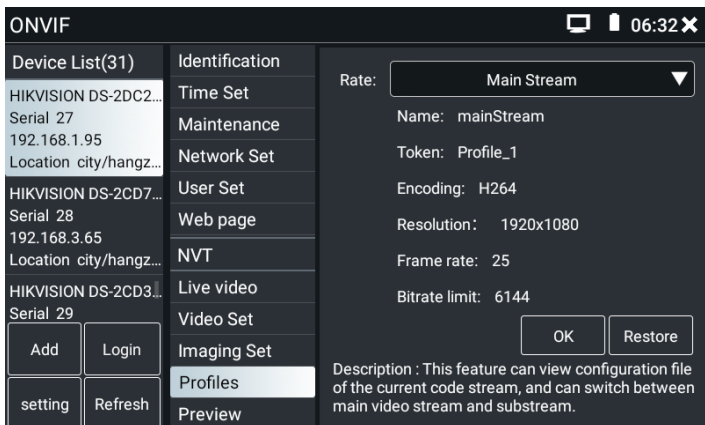 ONVIF
06:32
Device List(31)
HIKVISION DS-2DC2...
Serial 27
192.168.1.95
Location city/hangz...
HIKVISION DS-2CD7...
Serial 28
192.168.3.65
Location city/hangz...
HIKVISION DS-2CD3...
Serial 29
Add
Login
setting
Refresh
Identification
Time Set
Maintenance
Network Set
User Set
Web page
NVT
Live video
Video Set
Imaging Set
Profiles
Preview
Rate: Main Stream
Name: mainStream
Token: Profile_1
Encoding: H264
Resolution: 1920x1080
Frame rate: 25
Bitrate limit: 6144
OK
Restore
Description : This feature can view configuration file
of the current code stream, and can switch between
main video stream and substream.